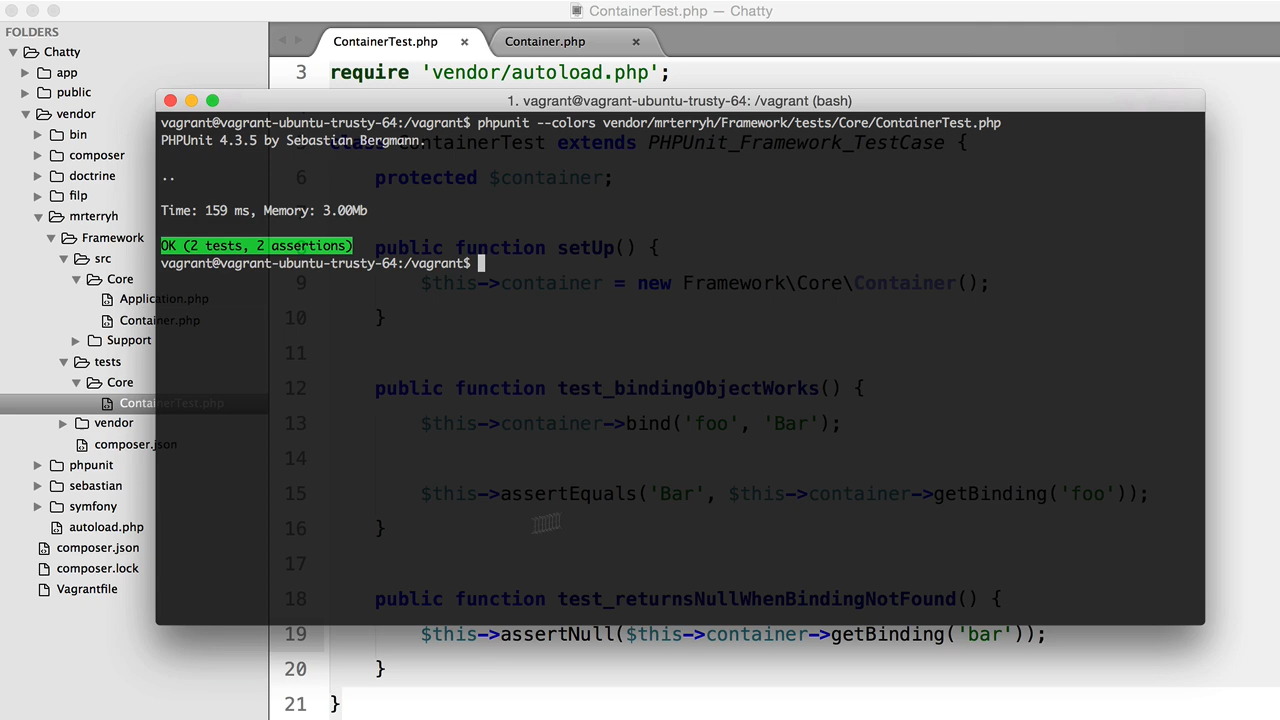 ContainerTest.php — Chatty
FOLDERS
Chatty
app
public
vendor
bin
composer
doctrine
filp
mrterryh
Framework
src
Core
Application.php
Container.php
Support
tests
Core
ContainerTest.php
vendor
composer.json
phpunit
sebastian
symfony
autoload.php
composer.json
composer.lock
Vagrantfile
ContainerTest.php × Container.php ×
3 require 'vendor/autoload.php';
1. vagrant@vagrant-ubuntu-trusty-64: /vagrant (bash)
vagrant@vagrant-ubuntu-trusty-64:/vagrant$ phpunit --colors vendor/mrterryh/Framework/tests/Core/ContainerTest.php
PHPUnit 4.3.5 by Sebastian Bergmann.
..
Time: 159 ms, Memory: 3.00Mb
OK (2 tests, 2 assertions)
vagrant@vagrant-ubuntu-trusty-64:/vagrant$
ContainerTest extends PHPUnit_Framework_TestCase {
6 protected $container;
public function setUp() {
9 $this->container = new Framework\Core\Container();
10 }
11
12 public function test_bindingObjectWorks() {
13 $this->container->bind('foo', 'Bar');
14
15 $this->assertEquals('Bar', $this->container->getBinding('foo'));
16 }
17
18 public function test_returnsNullWhenBindingNotFound() {
19 $this->assertNull($this->container->getBinding('bar'));
20 }
21 }